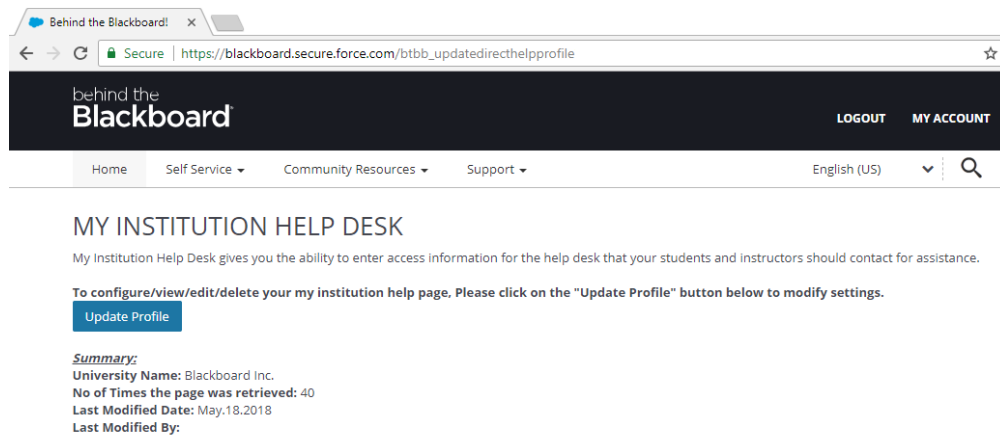 Behind the Blackboard!
Secure | https://blackboard.secure.force.com/btbb_updatedirecthelpprofile
behind the
Blackboard
LOGOUT MY ACCOUNT
Home Self Service Community Resources Support English (US)
MY INSTITUTION HELP DESK
My Institution Help Desk gives you the ability to enter access information for the help desk that your students and instructors should contact for assistance.
To configure/view/edit/delete your my institution help page, Please click on the "Update Profile" button below to modify settings.
Update Profile
Summary:
University Name: Blackboard Inc.
No of Times the page was retrieved: 40
Last Modified Date: May.18.2018
Last Modified By: